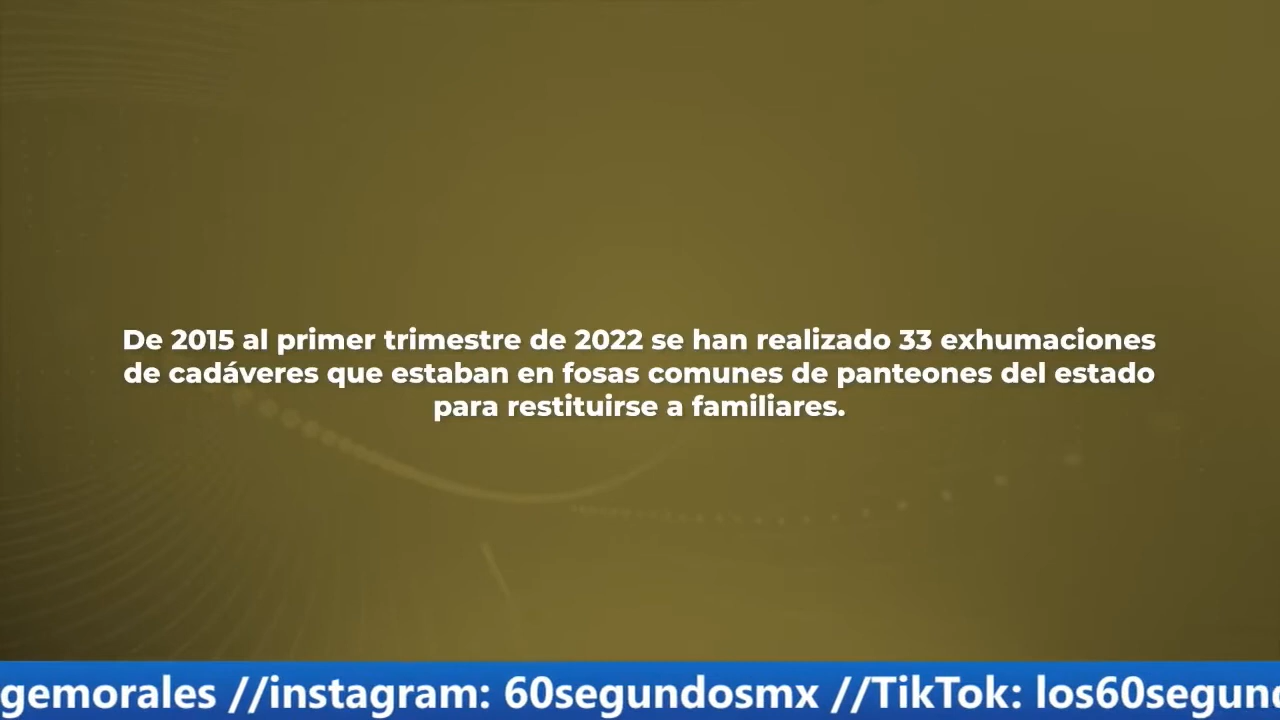 De 2015 al primer trimestre de 2022 se han realizado 33 exhumaciones
de cadáveres que estaban en fosas comunes de panteones del estado
para restituirse a familiares.
gemorales //instagram: 60segundosmx //TikTok: los60segund